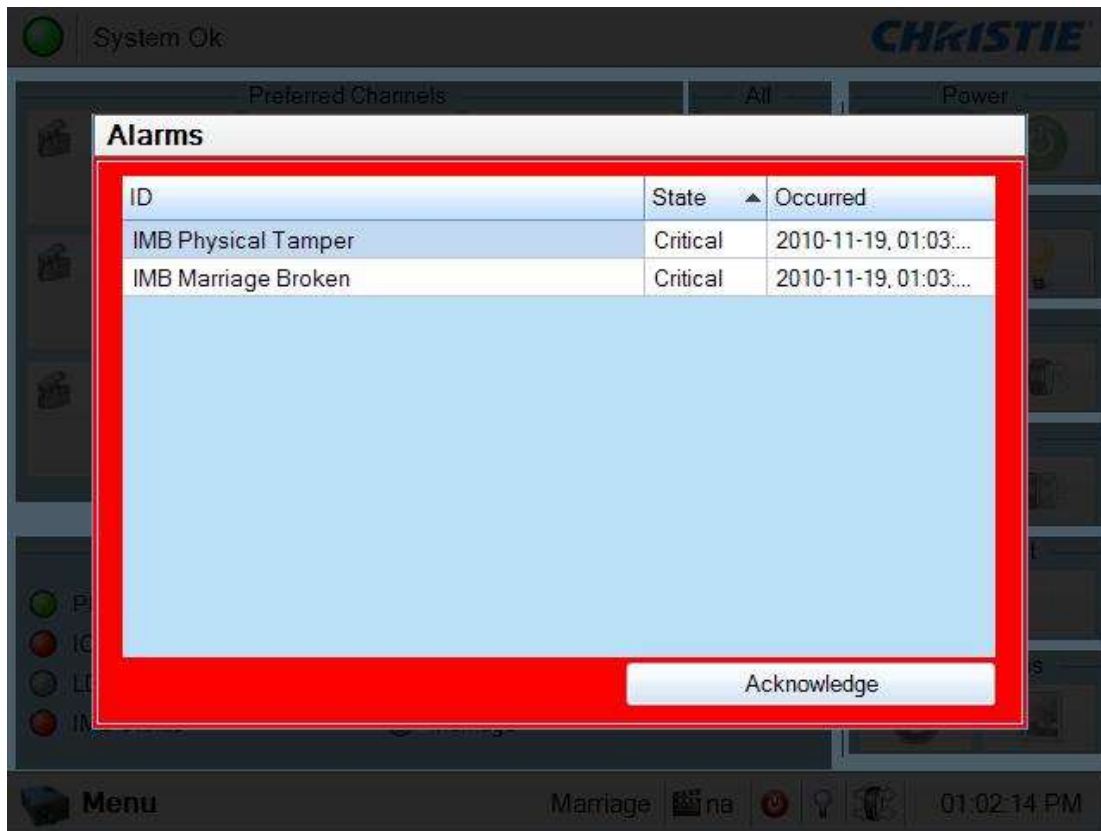 System Ok
CHRISTIE
Preferred Channels
All
Power
Alarms
ID State Occurred
IMB Physical Tamper Critical 2010-11-19, 01:03:...
IMB Marriage Broken Critical 2010-11-19, 01:03:...
Acknowledge
Menu
Marriage na 01:02:14 PM